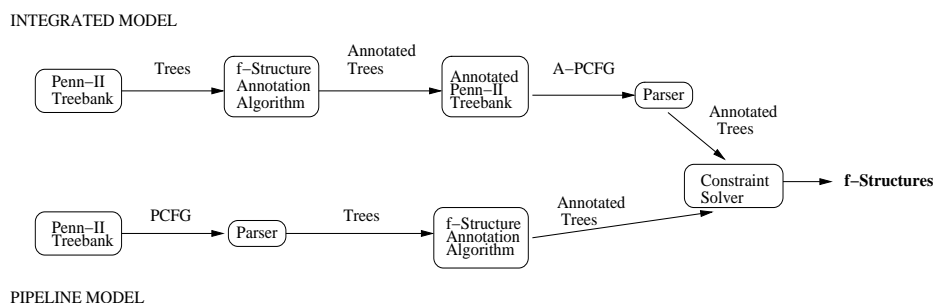 INTEGRATED MODEL
Penn−II
Treebank
Trees
f−Structure
Annotation
Algorithm
Annotated
Trees
Annotated
Penn−II
Treebank
A−PCFG
Parser
Annotated
Trees
Constraint
Solver
f−Structures
Penn−II
Treebank
PCFG
Parser
Trees
f−Structure
Annotation
Algorithm
Annotated
Trees
PIPELINE MODEL